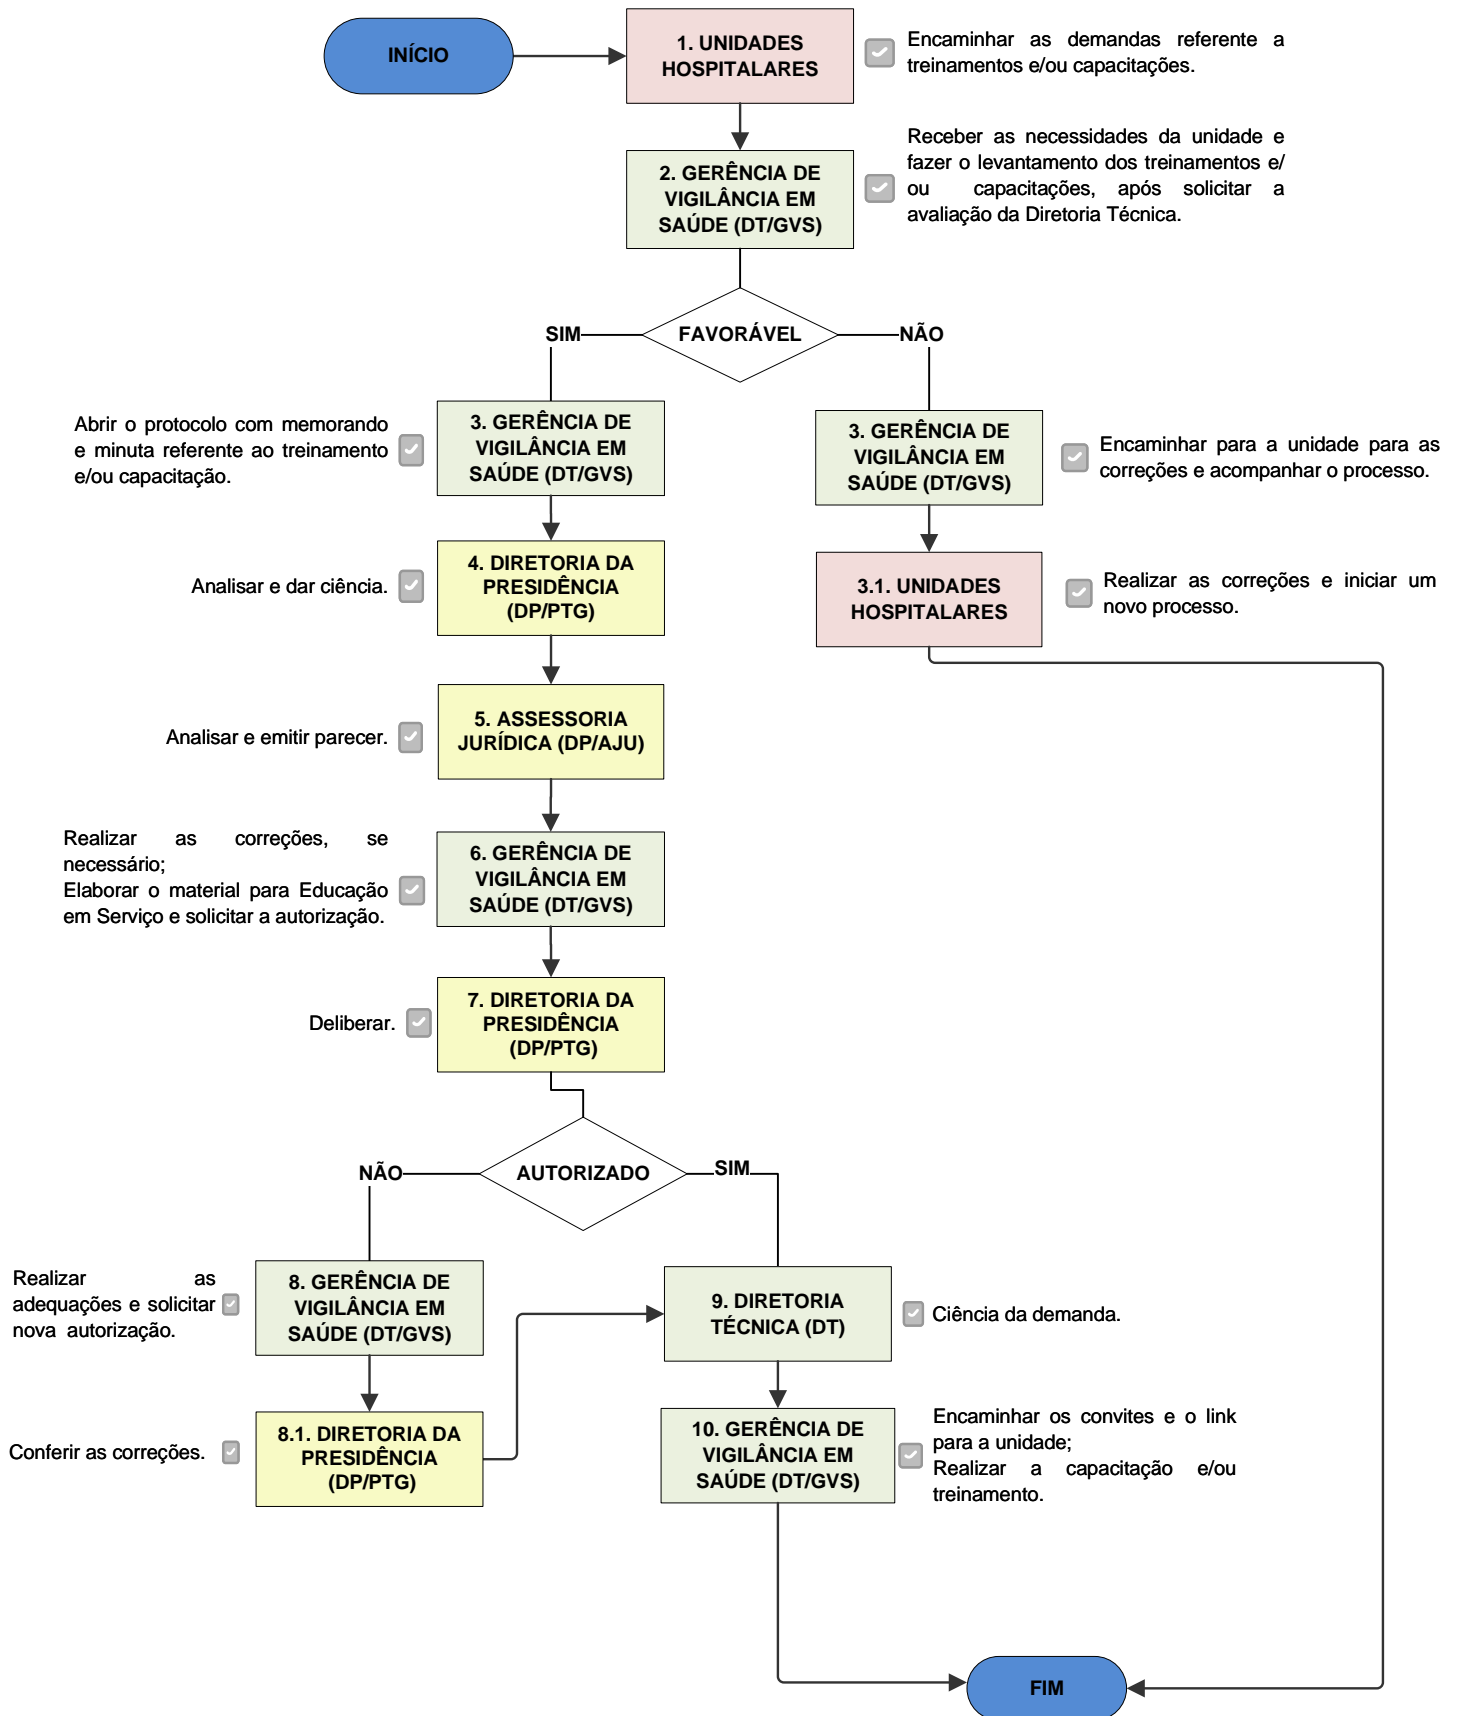 INÍCIO
1. UNIDADES
HOSPITALARES
Encaminhar as demandas referente a
treinamentos e/ou capacitações.
2. GERÊNCIA DE
VIGILÂNCIA EM
SAÚDE (DT/GVS)
Receber as necessidades da unidade e
fazer o levantamento dos treinamentos e/
ou capacitações, após solicitar a
avaliação da Diretoria Técnica.
FAVORÁVEL
SIM
NÃO
Abrir o protocolo com memorando
e minuta referente ao treinamento
e/ou capacitação.
3. GERÊNCIA DE
VIGILÂNCIA EM
SAÚDE (DT/GVS)
3. GERÊNCIA DE
VIGILÂNCIA EM
SAÚDE (DT/GVS)
Encaminhar para a unidade para as
correções e acompanhar o processo.
Analisar e dar ciência.
4. DIRETORIA DA
PRESIDÊNCIA
(DP/PTG)
3.1. UNIDADES
HOSPITALARES
Realizar as correções e iniciar um
novo processo.
Analisar e emitir parecer.
5. ASSESSORIA
JURÍDICA (DP/AJU)
Realizar as correções, se
necessário;
Elaborar o material para Educação
em Serviço e solicitar a autorização.
6. GERÊNCIA DE
VIGILÂNCIA EM
SAÚDE (DT/GVS)
Deliberar.
7. DIRETORIA DA
PRESIDÊNCIA
(DP/PTG)
AUTORIZADO
NÃO
SIM
Realizar as
adequações e solicitar
nova autorização.
8. GERÊNCIA DE
VIGILÂNCIA EM
SAÚDE (DT/GVS)
9. DIRETORIA
TÉCNICA (DT)
Ciência da demanda.
Conferir as correções.
8.1. DIRETORIA DA
PRESIDÊNCIA
(DP/PTG)
10. GERÊNCIA DE
VIGILÂNCIA EM
SAÚDE (DT/GVS)
Encaminhar os convites e o link
para a unidade;
Realizar a capacitação e/ou
treinamento.
FIM